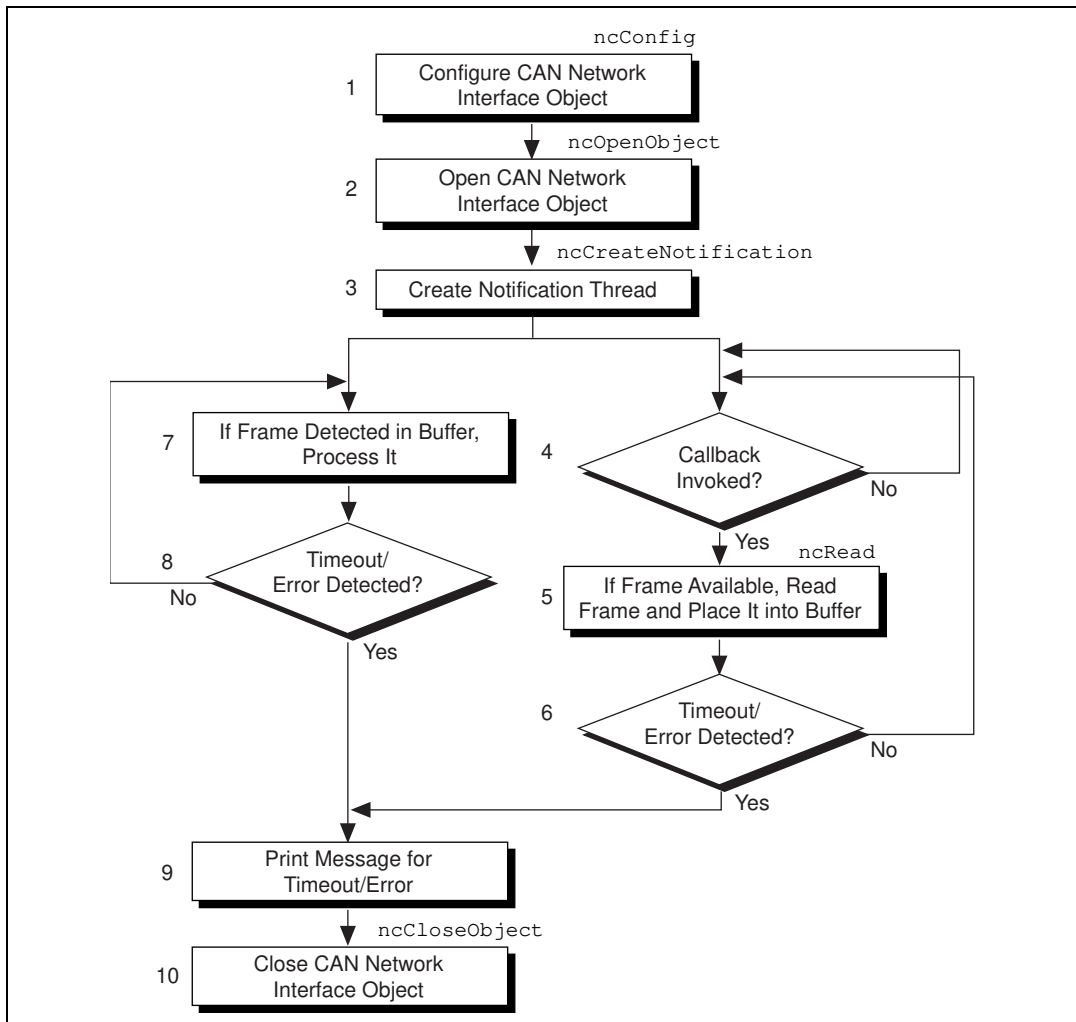 ncConfig
1
Configure CAN Network
Interface Object
ncOpenObject
2
Open CAN Network
Interface Object
ncCreateNotification
3
Create Notification Thread
7
If Frame Detected in Buffer,
Process It
4
Callback
Invoked?
No
Yes
8
Timeout/
Error Detected?
No
Yes
ncRead
5
If Frame Available, Read
Frame and Place It into Buffer
6
Timeout/
Error Detected?
No
Yes
9
Print Message for
Timeout/Error
ncCloseObject
10
Close CAN Network
Interface Object